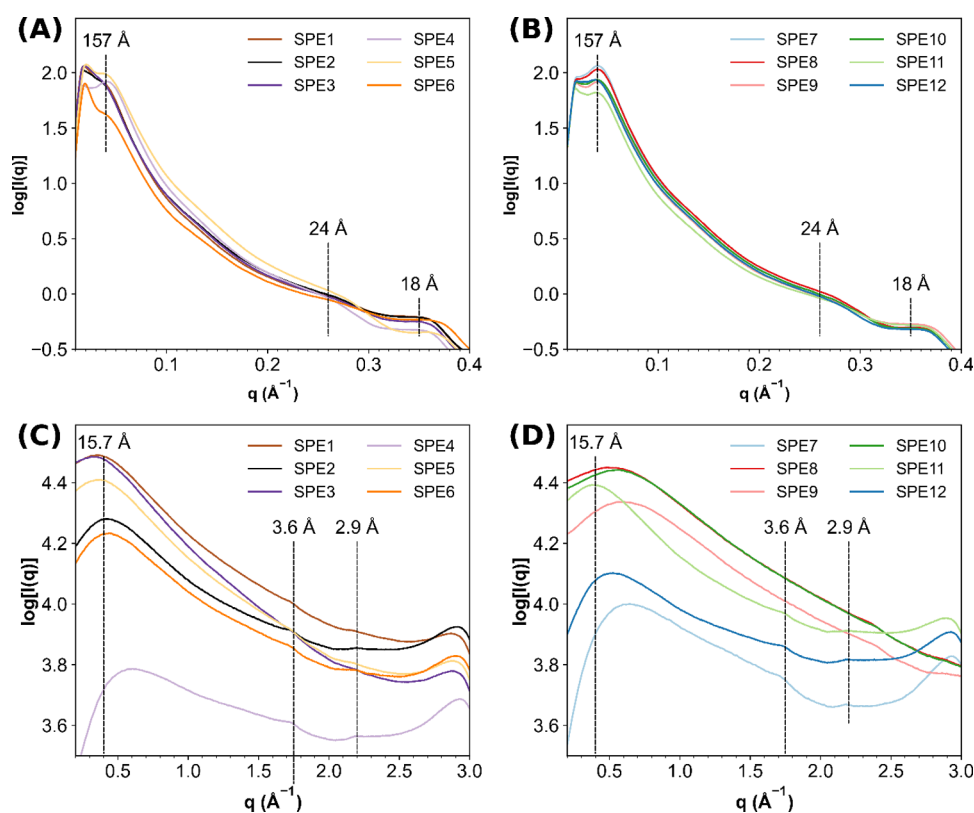 (A)
157 Å
SPE1
SPE2
SPE3
SPE4
SPE5
SPE6
24 Å
18 Å
log[I(q)]
2.0
1.5
1.0
0.5
0.0
−0.5
0.1
0.2
0.3
0.4
q (Å⁻¹)
(B)
157 Å
SPE7
SPE8
SPE9
SPE10
SPE11
SPE12
24 Å
18 Å
log[I(q)]
2.0
1.5
1.0
0.5
0.0
−0.5
0.1
0.2
0.3
0.4
q (Å⁻¹)
(C)
15.7 Å
SPE1
SPE2
SPE3
SPE4
SPE5
SPE6
3.6 Å
2.9 Å
log[I(q)]
4.4
4.2
4.0
3.8
3.6
0.5
1.0
1.5
2.0
2.5
3.0
q (Å⁻¹)
(D)
15.7 Å
SPE7
SPE8
SPE9
SPE10
SPE11
SPE12
3.6 Å
2.9 Å
log[I(q)]
4.4
4.2
4.0
3.8
3.6
0.5
1.0
1.5
2.0
2.5
3.0
q (Å⁻¹)